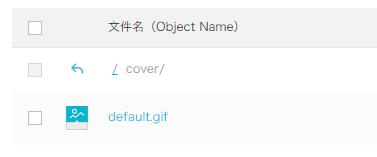 文件名（Object Name）
/ cover/
default.gif